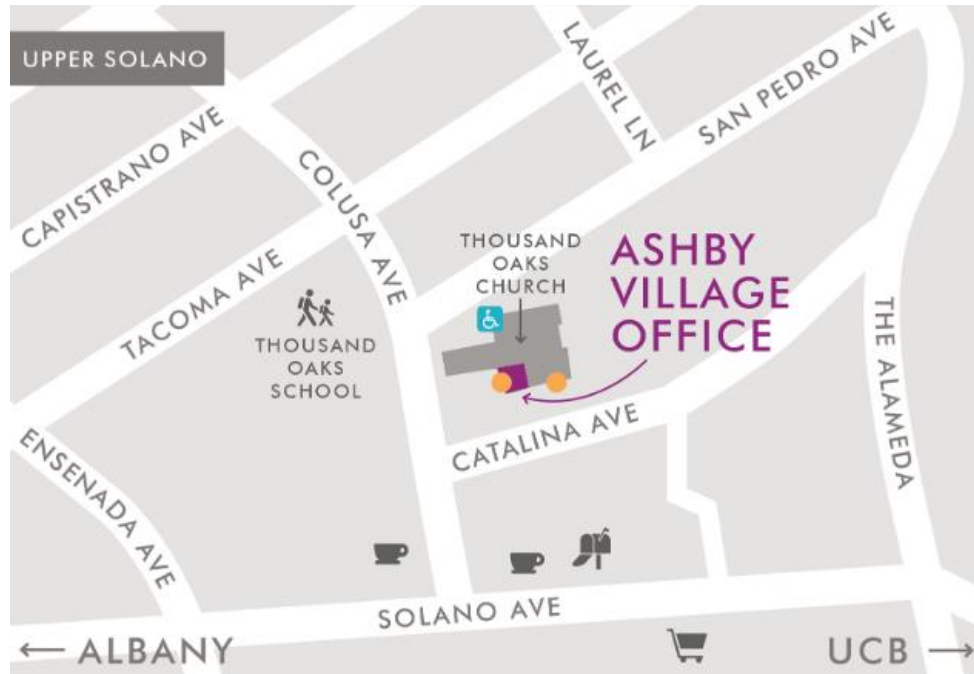 UPPER SOLANO
LAUREL LN
SAN PEDRO AVE
CAPISTRANO AVE
COLUSA AVE
TACOMA AVE
THOUSAND
OAKS
CHURCH
ASHBY
VILLAGE
OFFICE
THOUSAND
OAKS
SCHOOL
THE ALAMEDA
CATALINA AVE
ENSENADA AVE
SOLANO AVE
← ALBANY
UCB →